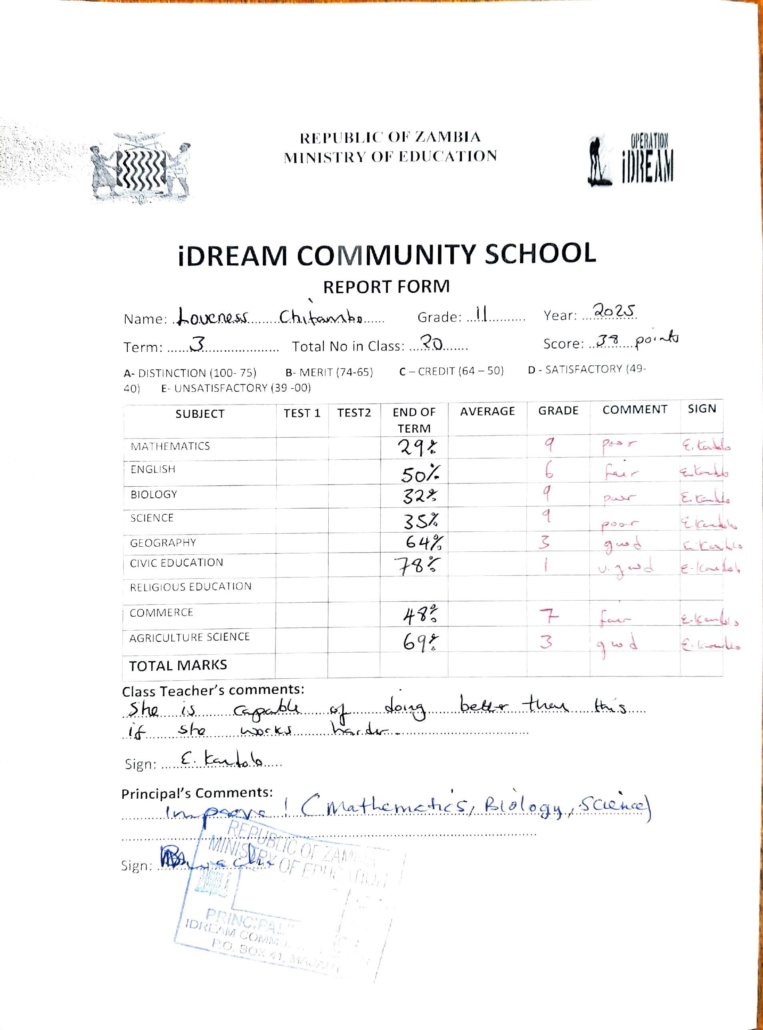 REPUBLIC OF ZAMBIA
MINISTRY OF EDUCATION
OPERATION
iDREAM
iDREAM COMMUNITY SCHOOL
REPORT FORM
Name: Loveness Chitambo Grade: 11 Year: 2025
Term: 3 Total No in Class: 20 Score: 38 points
A- DISTINCTION (100- 75) B- MERIT (74-65) C – CREDIT (64 – 50) D - SATISFACTORY (49-
40) E- UNSATISFACTORY (39 -00)
SUBJECT TEST 1 TEST2 END OF TERM AVERAGE GRADE COMMENT SIGN
MATHEMATICS 29% 9 poor
ENGLISH 50% 6 fair
BIOLOGY 32% 9 poor
SCIENCE 35% 9 poor
GEOGRAPHY 64% 3 good
CIVIC EDUCATION 78% 1 v. good
RELIGIOUS EDUCATION
COMMERCE 48% 7 fair
AGRICULTURE SCIENCE 69% 3 good
TOTAL MARKS
Class Teacher's comments:
She is capable of doing better than this
if she works harder.
Sign: E.
Principal's Comments:
Improve! (Mathematics, Biology, Science)
Sign:
REPUBLIC OF ZAMBIA
MINISTRY OF EDUCATION
PRINCIPAL
IDREAM
P.O. BOX